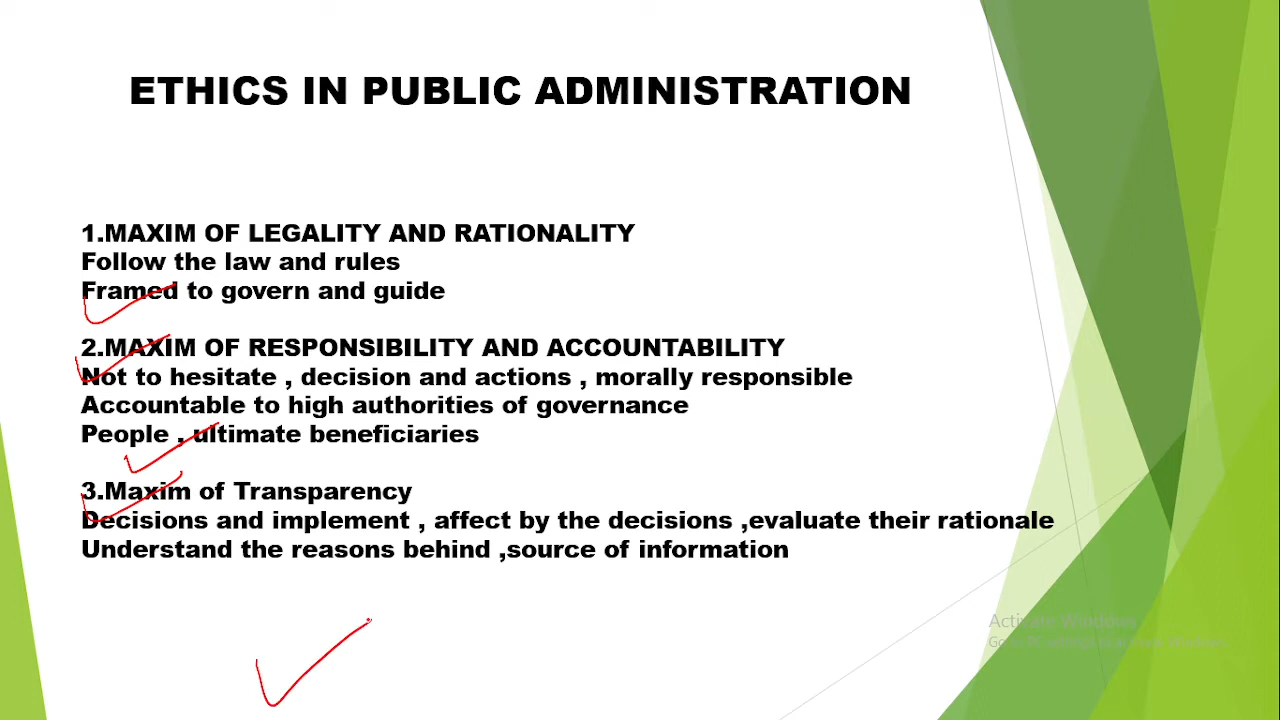 ETHICS IN PUBLIC ADMINISTRATION
1.MAXIM OF LEGALITY AND RATIONALITY
Follow the law and rules
Framed to govern and guide
2.MAXIM OF RESPONSIBILITY AND ACCOUNTABILITY
Not to hesitate , decision and actions , morally responsible
Accountable to high authorities of governance
People , ultimate beneficiaries
3.Maxim of Transparency
Decisions and implement , affect by the decisions ,evaluate their rationale
Understand the reasons behind ,source of information
Activate Windows